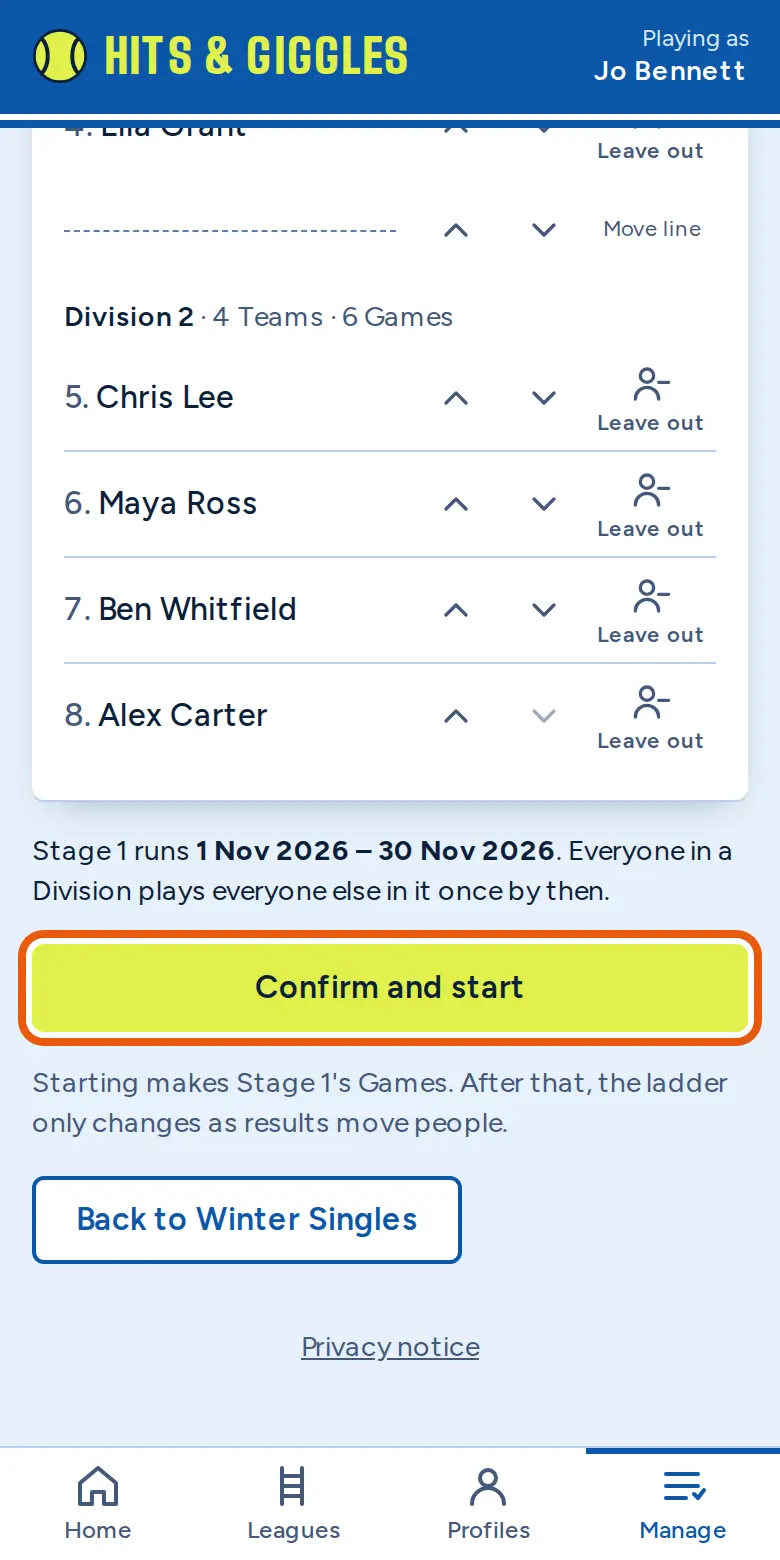 HITS & GIGGLES
Playing as
Jo Bennett
4. Ella Grant
Leave out
Move line
Division 2 · 4 Teams · 6 Games
5. Chris Lee
Leave out
6. Maya Ross
Leave out
7. Ben Whitfield
Leave out
8. Alex Carter
Leave out
Stage 1 runs 1 Nov 2026 – 30 Nov 2026. Everyone in a
Division plays everyone else in it once by then.
Confirm and start
Starting makes Stage 1's Games. After that, the ladder
only changes as results move people.
Back to Winter Singles
Privacy notice
Home
Leagues
Profiles
Manage